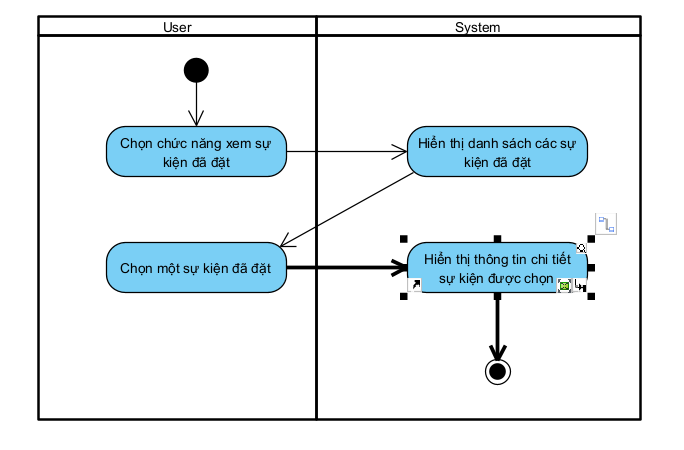 User
System
Chọn chức năng xem sự
kiện đã đặt
Hiển thị danh sách các sự
kiện đã đặt
Chọn một sự kiện đã đặt
Hiển thị thông tin chi tiết
sự kiện được chọn